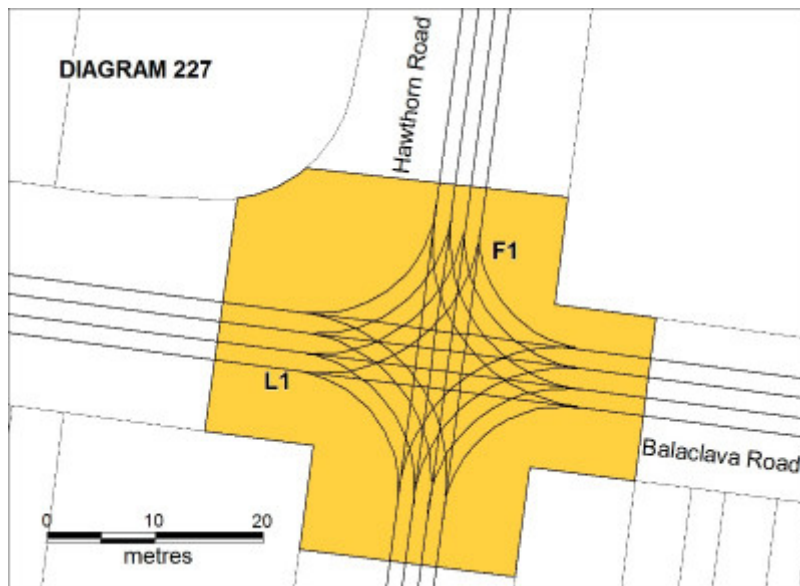 DIAGRAM 227
Hawthorn Road
F1
L1
Balaclava Road
0 10 20
metres